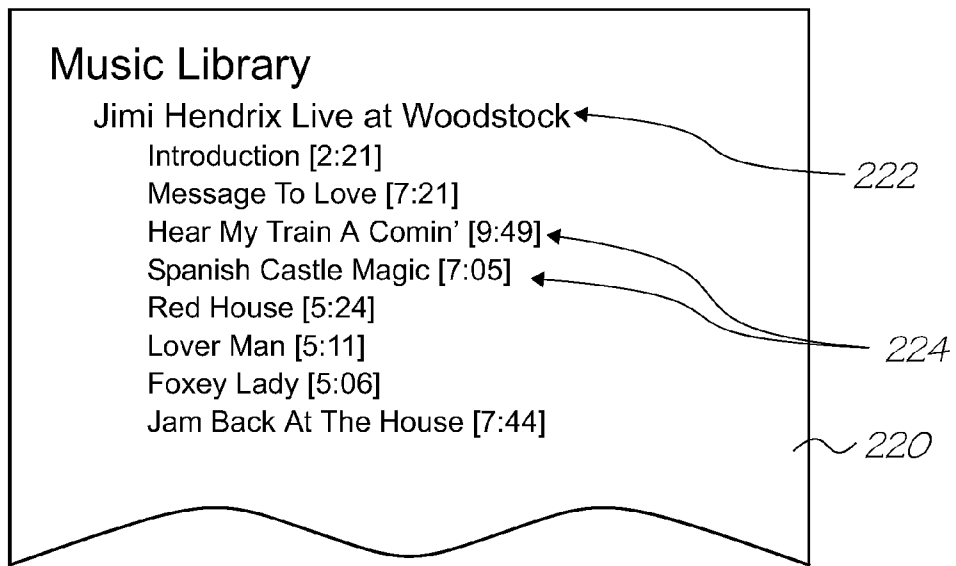 Music Library
Jimi Hendrix Live at Woodstock
Introduction [2:21]
222
Message To Love [7:21]
Hear My Train A Comin’ [9:49]
Spanish Castle Magic [7:05]
Red House [5:24]
Lover Man [5:11]
224
Foxey Lady [5:06]
Jam Back At The House [7:44]
220